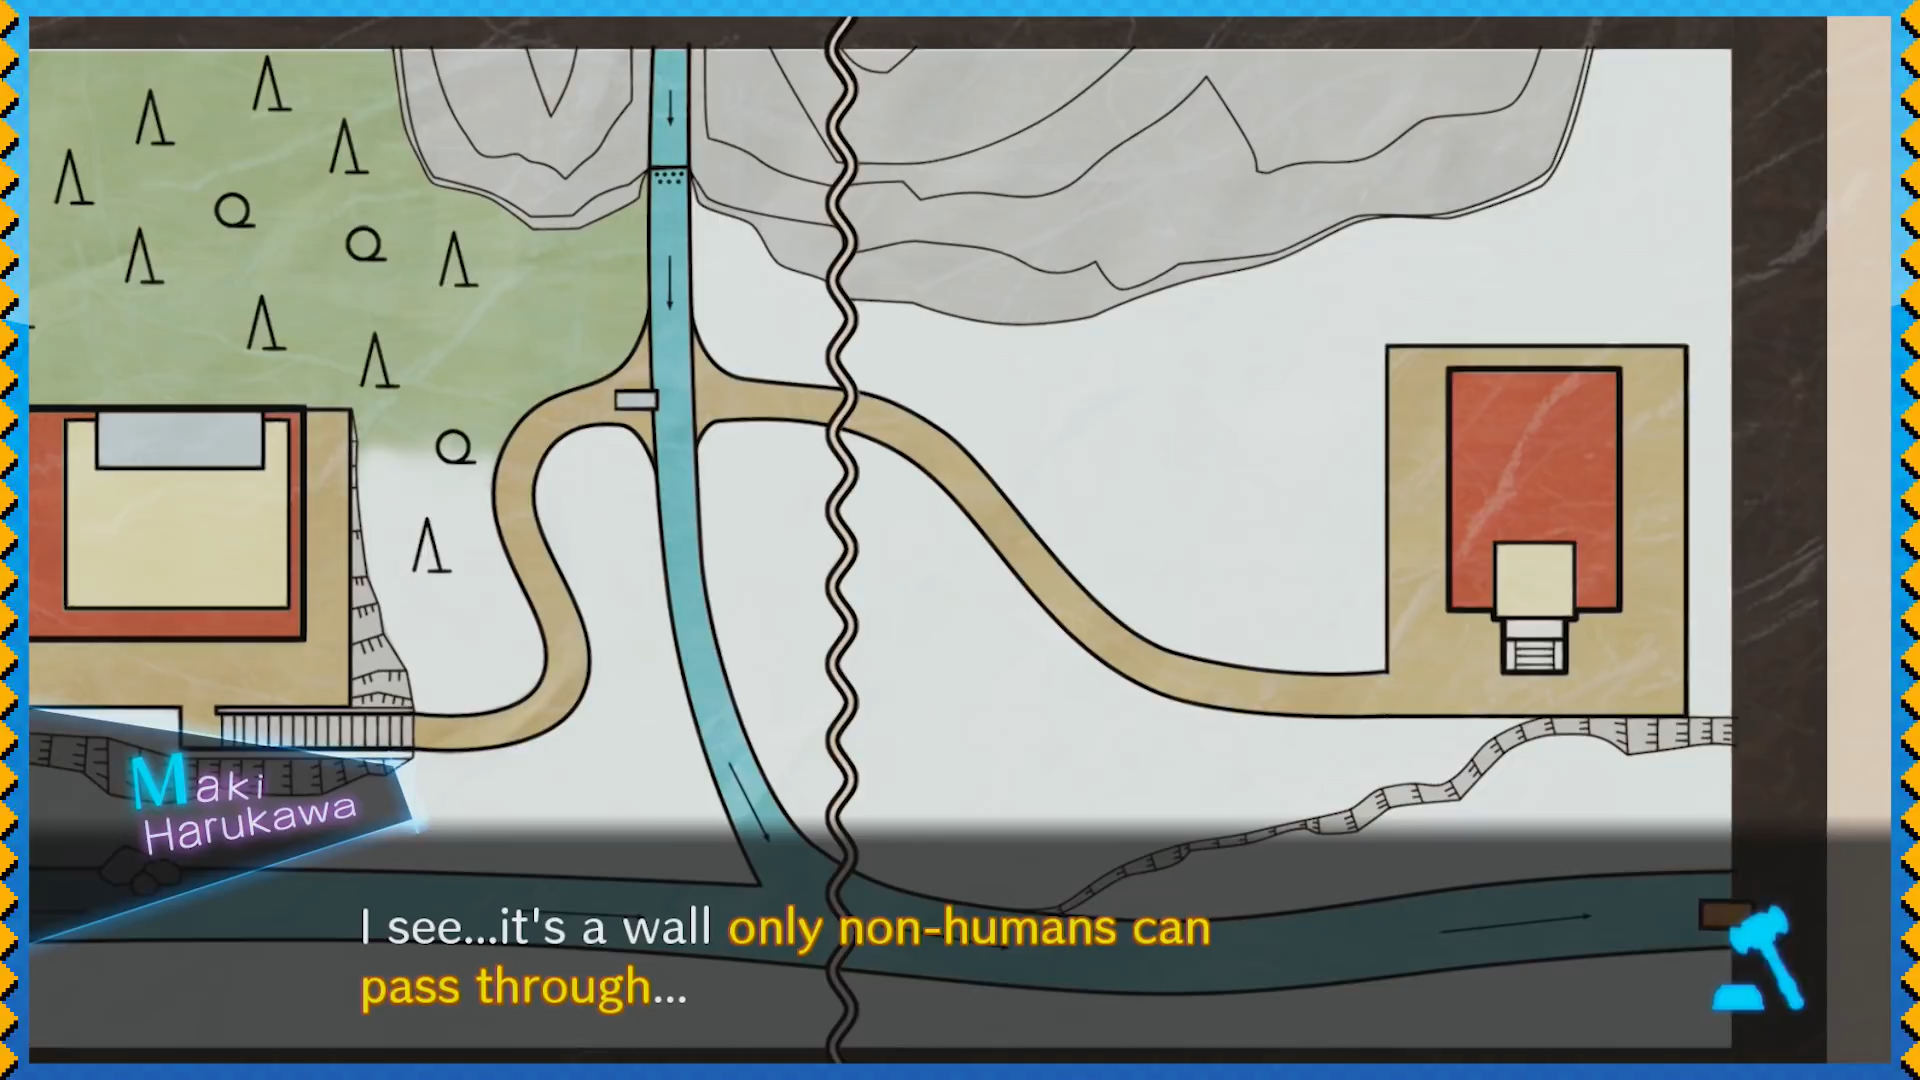 Maki
Harukawa
I see...it's a wall only non-humans can
pass through...